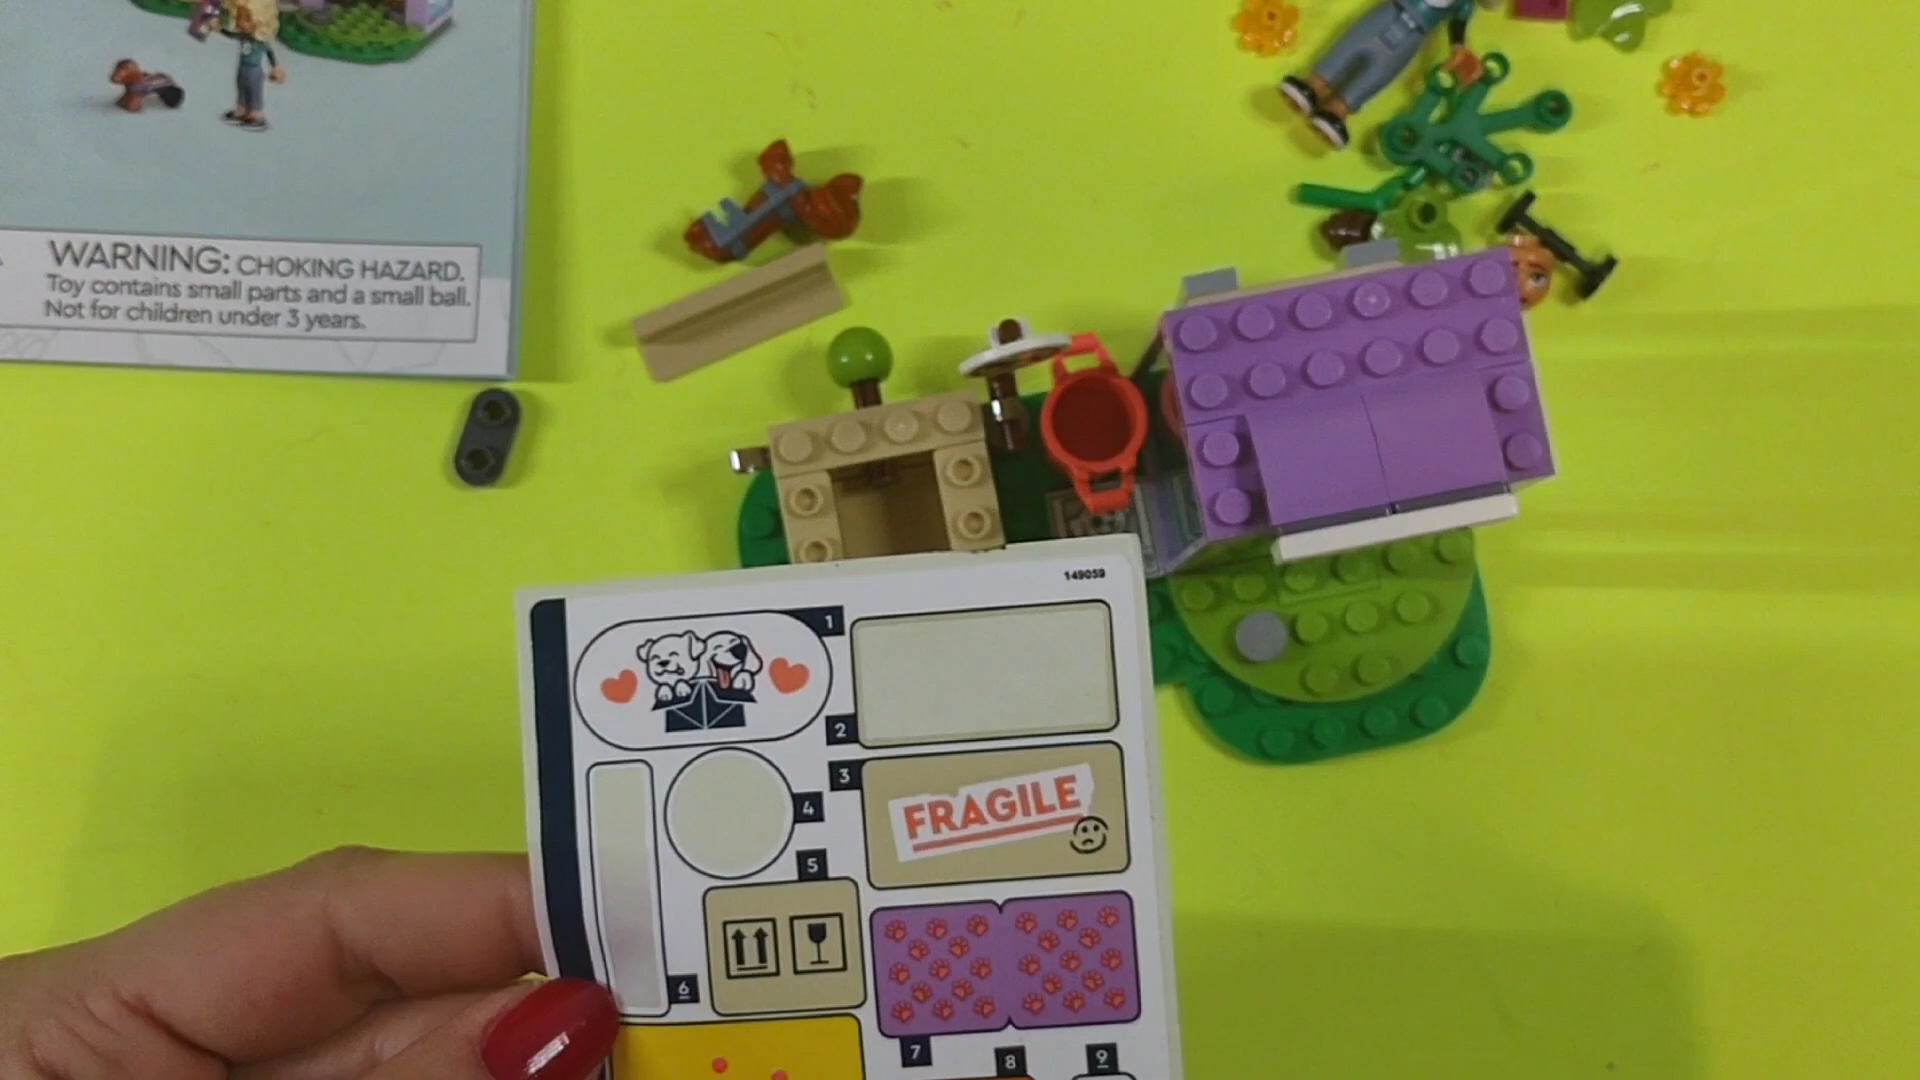 WARNING: CHOKING HAZARD.
Toy contains small parts and a small ball.
Not for children under 3 years.
149059
1
2
3
FRAGILE
4
5
6
7
8
9